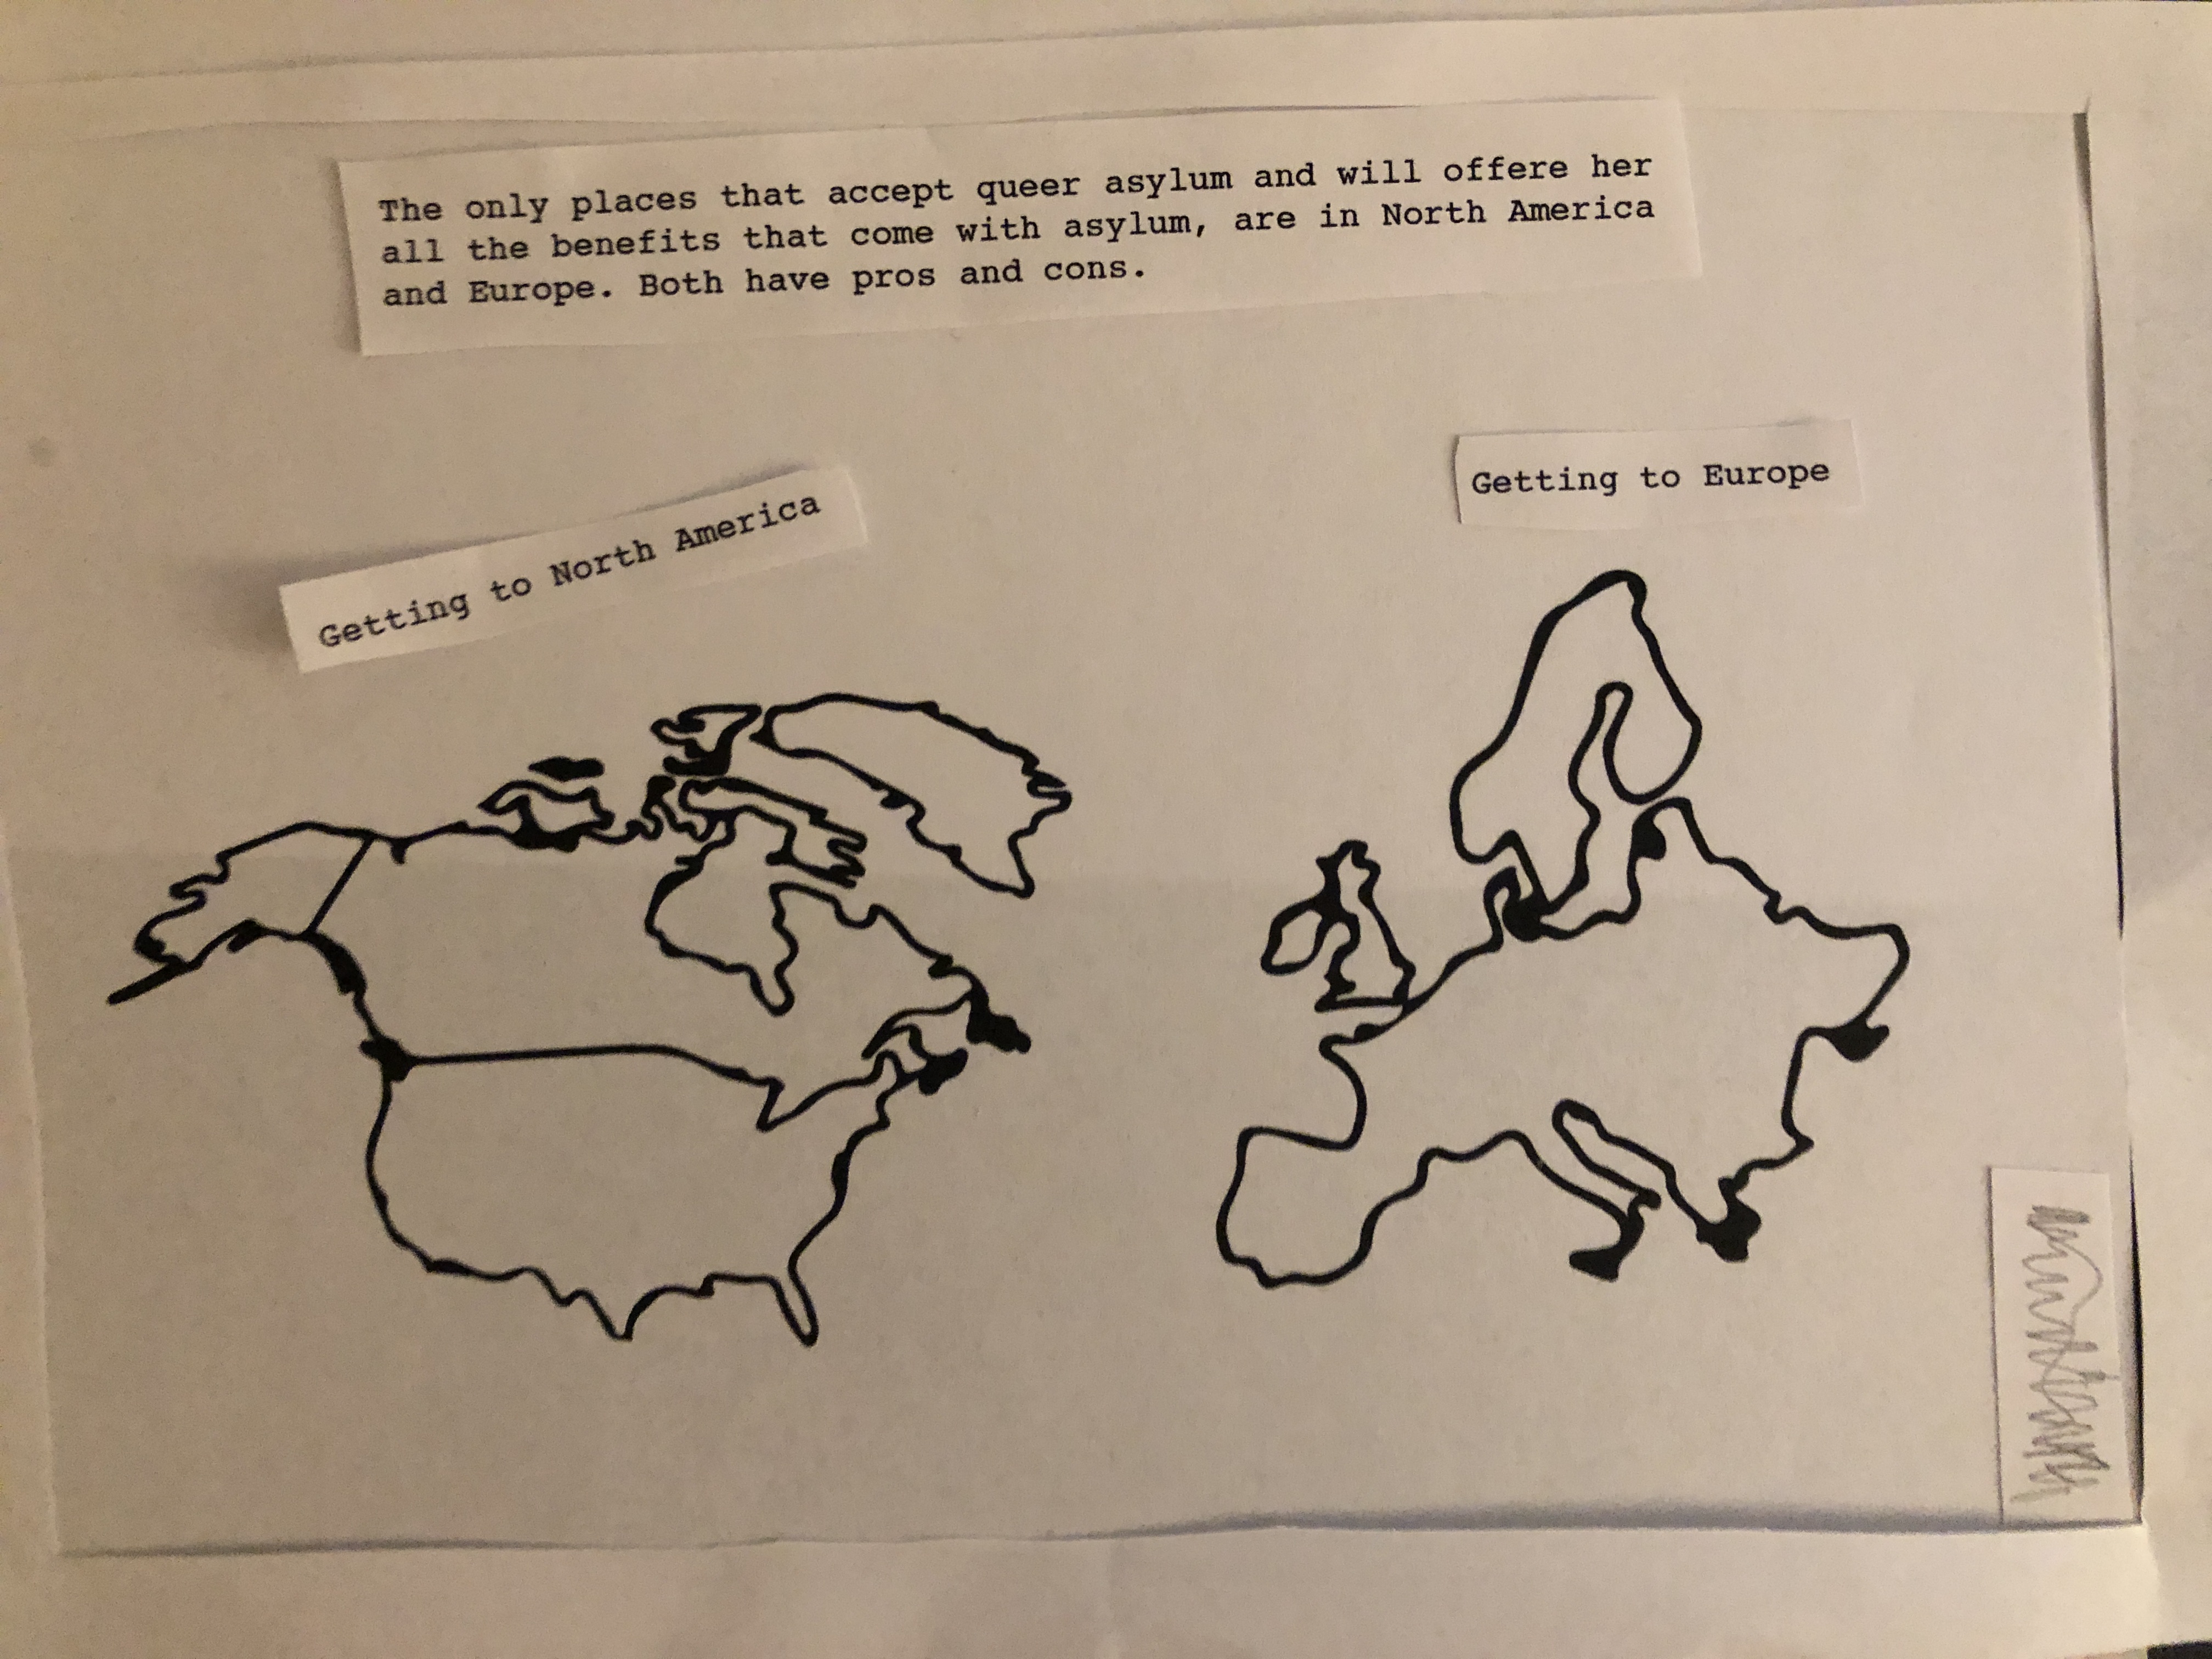 The only places that accept queer asylum and will offere her
all the benefits that come with asylum, are in North America
and Europe. Both have pros and cons.
Getting to North America
Getting to Europe